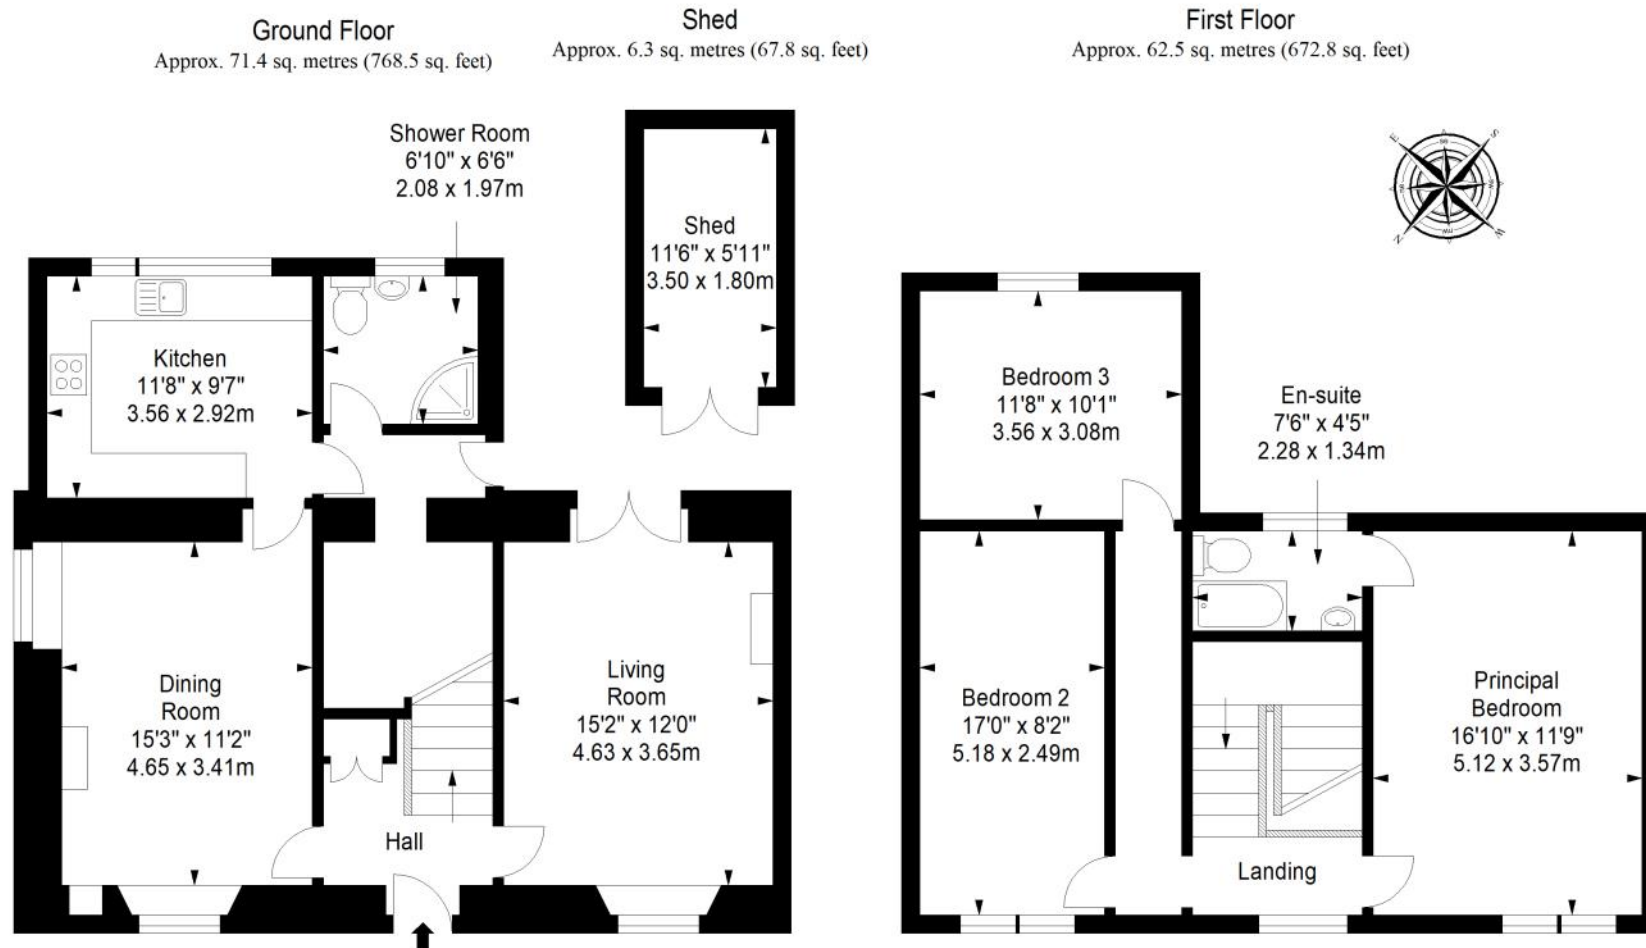 Ground Floor
Approx. 71.4 sq. metres (768.5 sq. feet)
Shed
Approx. 6.3 sq. metres (67.8 sq. feet)
First Floor
Approx. 62.5 sq. metres (672.8 sq. feet)
Shower Room
6'10" x 6'6"
2.08 x 1.97m
Shed
11'6" x 5'11"
3.50 x 1.80m
E
S
N
W
Kitchen
11'8" x 9'7"
3.56 x 2.92m
Bedroom 3
11'8" x 10'1"
3.56 x 3.08m
En-suite
7'6" x 4'5"
2.28 x 1.34m
Dining
Room
15'3" x 11'2"
4.65 x 3.41m
Living
Room
15'2" x 12'0"
4.63 x 3.65m
Bedroom 2
17'0" x 8'2"
5.18 x 2.49m
Principal
Bedroom
16'10" x 11'9"
5.12 x 3.57m
Hall
Landing